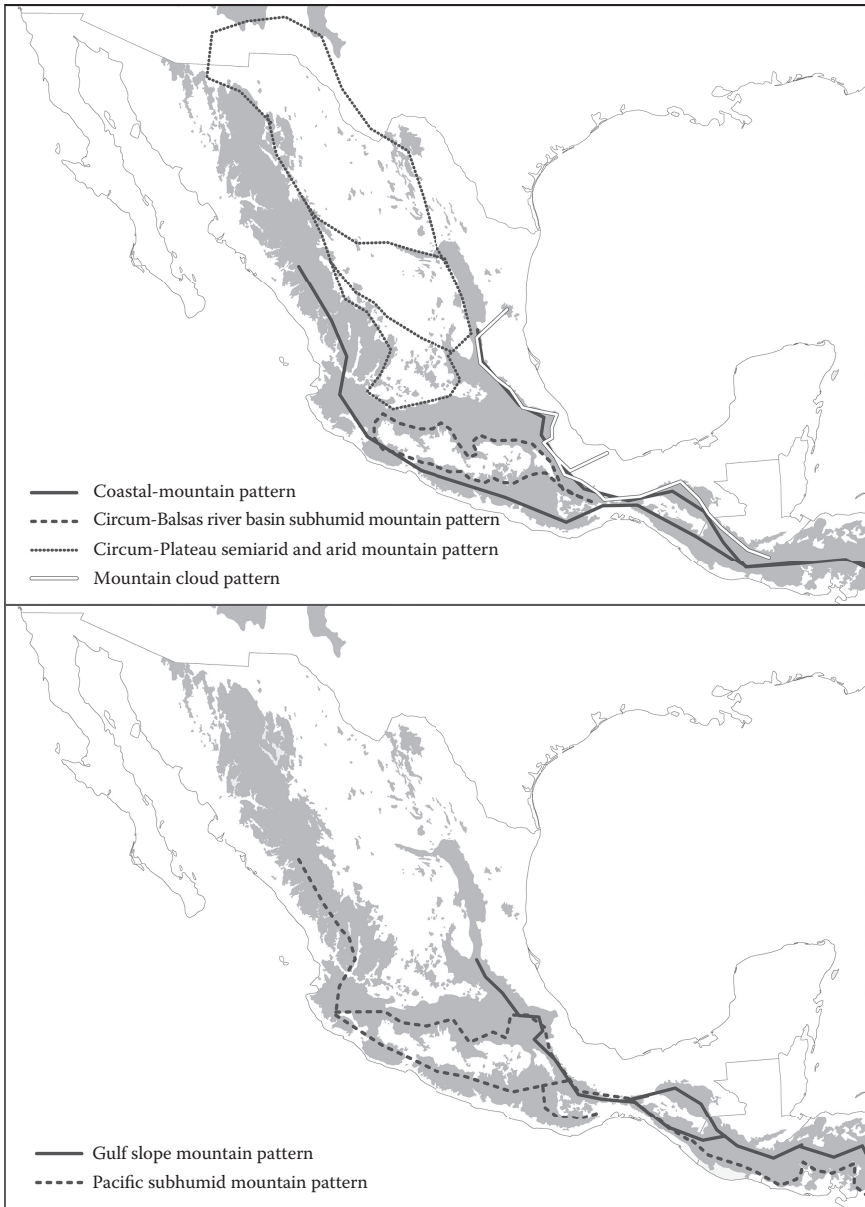 Coastal-mountain pattern
Circum-Balsas river basin subhumid mountain pattern
Circum-Plateau semiarid and arid mountain pattern
Mountain cloud pattern
Gulf slope mountain pattern
Pacific subhumid mountain pattern